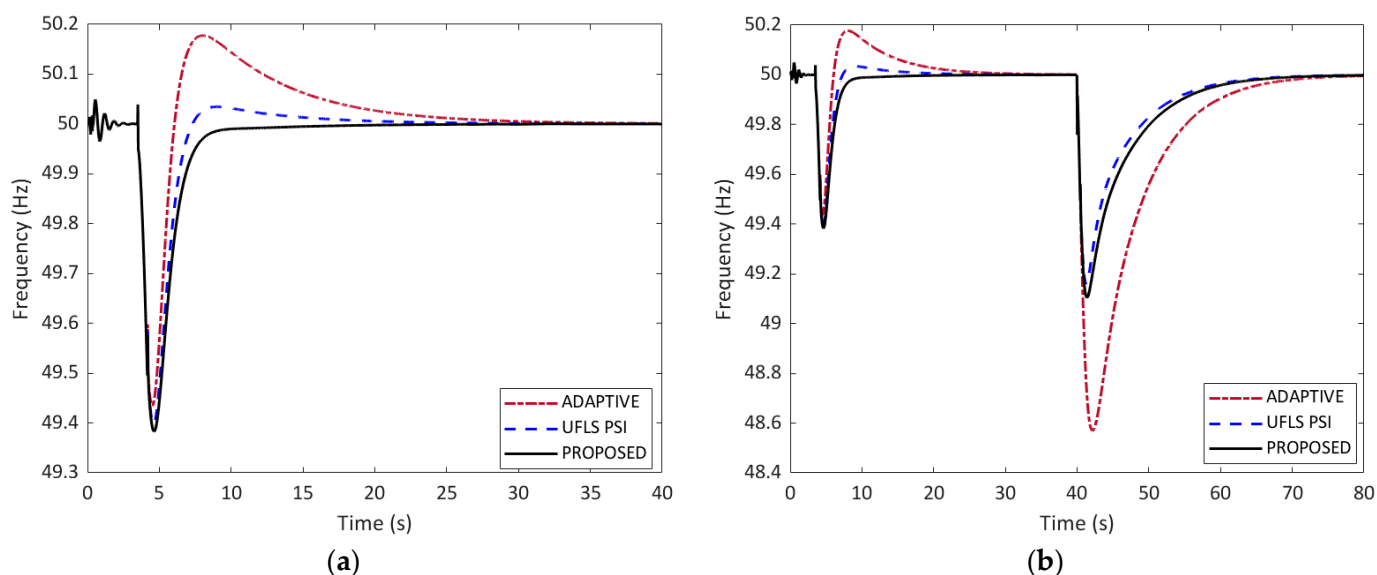 50.2
50.1
50
49.9
49.8
49.7
49.6
49.5
49.4
49.3
Frequency (Hz)
0 5 10 15 20 25 30 35 40
Time (s)
ADAPTIVE
UFLS PSI
PROPOSED
(a)
50.2
50
49.8
49.6
49.4
49.2
49
48.8
48.6
48.4
Frequency (Hz)
0 10 20 30 40 50 60 70 80
Time (s)
ADAPTIVE
UFLS PSI
PROPOSED
(b)